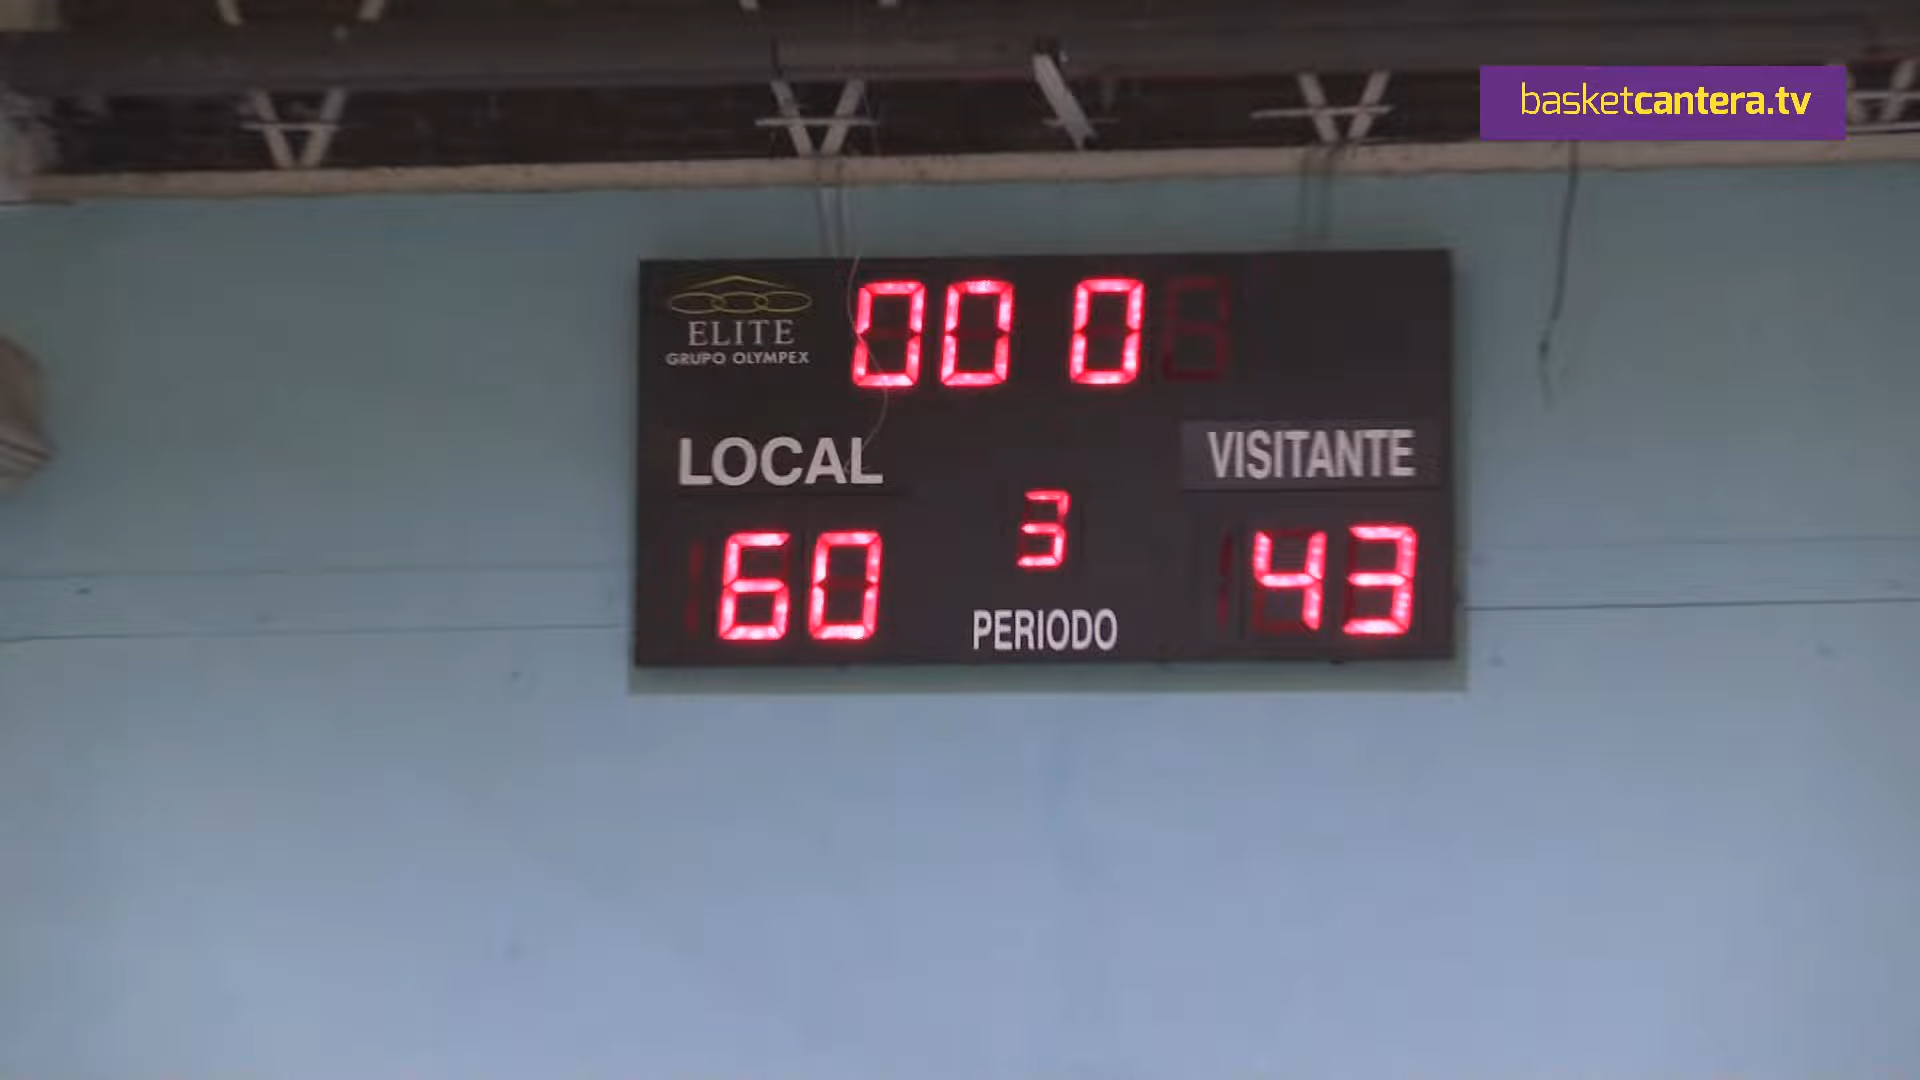 basketcantera.tv
ELITE
GRUPO OLYMPEX
00 0
LOCAL
VISITANTE
60
3
43
PERIODO